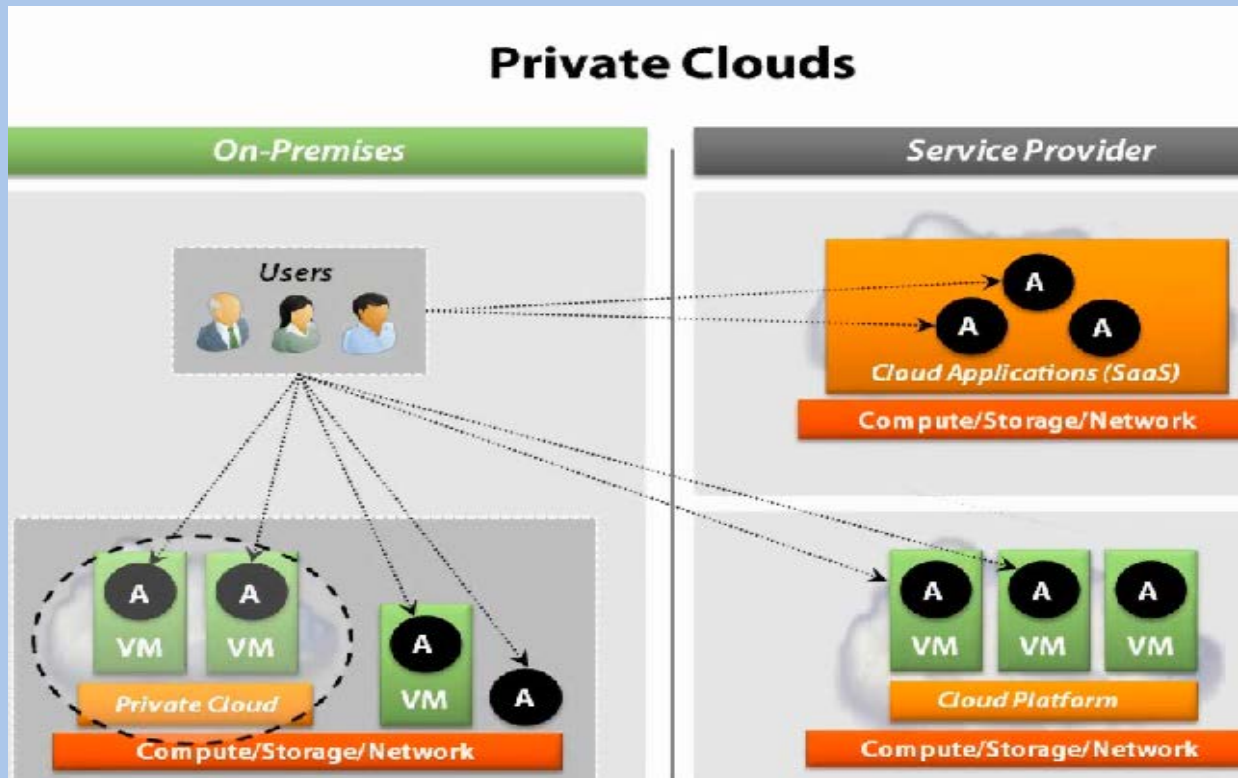 Private Clouds
On-Premises
Users
A
A
VM
VM
Private Cloud
A
VM
A
Compute/Storage/Network
Service Provider
A
A
A
Cloud Applications (SaaS)
Compute/Storage/Network
A
A
A
VM
VM
VM
Cloud Platform
Compute/Storage/Network